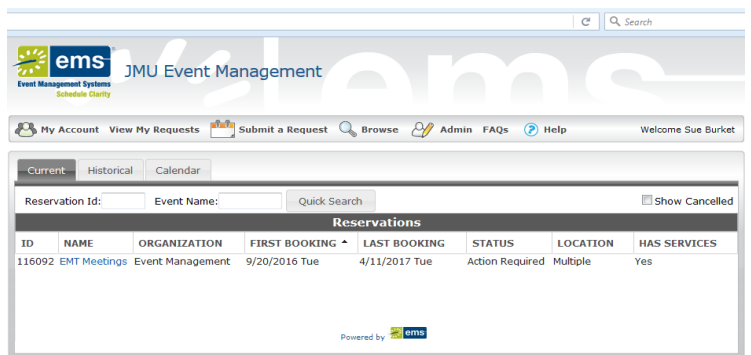 Search
ems
Event Management Systems
Schedule Clarity
JMU Event Management
ems
My Account View My Requests Submit a Request Browse Admin FAQs Help Welcome Sue Burket
Current Historical Calendar
Reservation Id: Event Name: Quick Search Show Cancelled
Reservations
ID NAME ORGANIZATION FIRST BOOKING LAST BOOKING STATUS LOCATION HAS SERVICES
116092 EMT Meetings Event Management 9/20/2016 Tue 4/11/2017 Tue Action Required Multiple Yes
Powered by ems